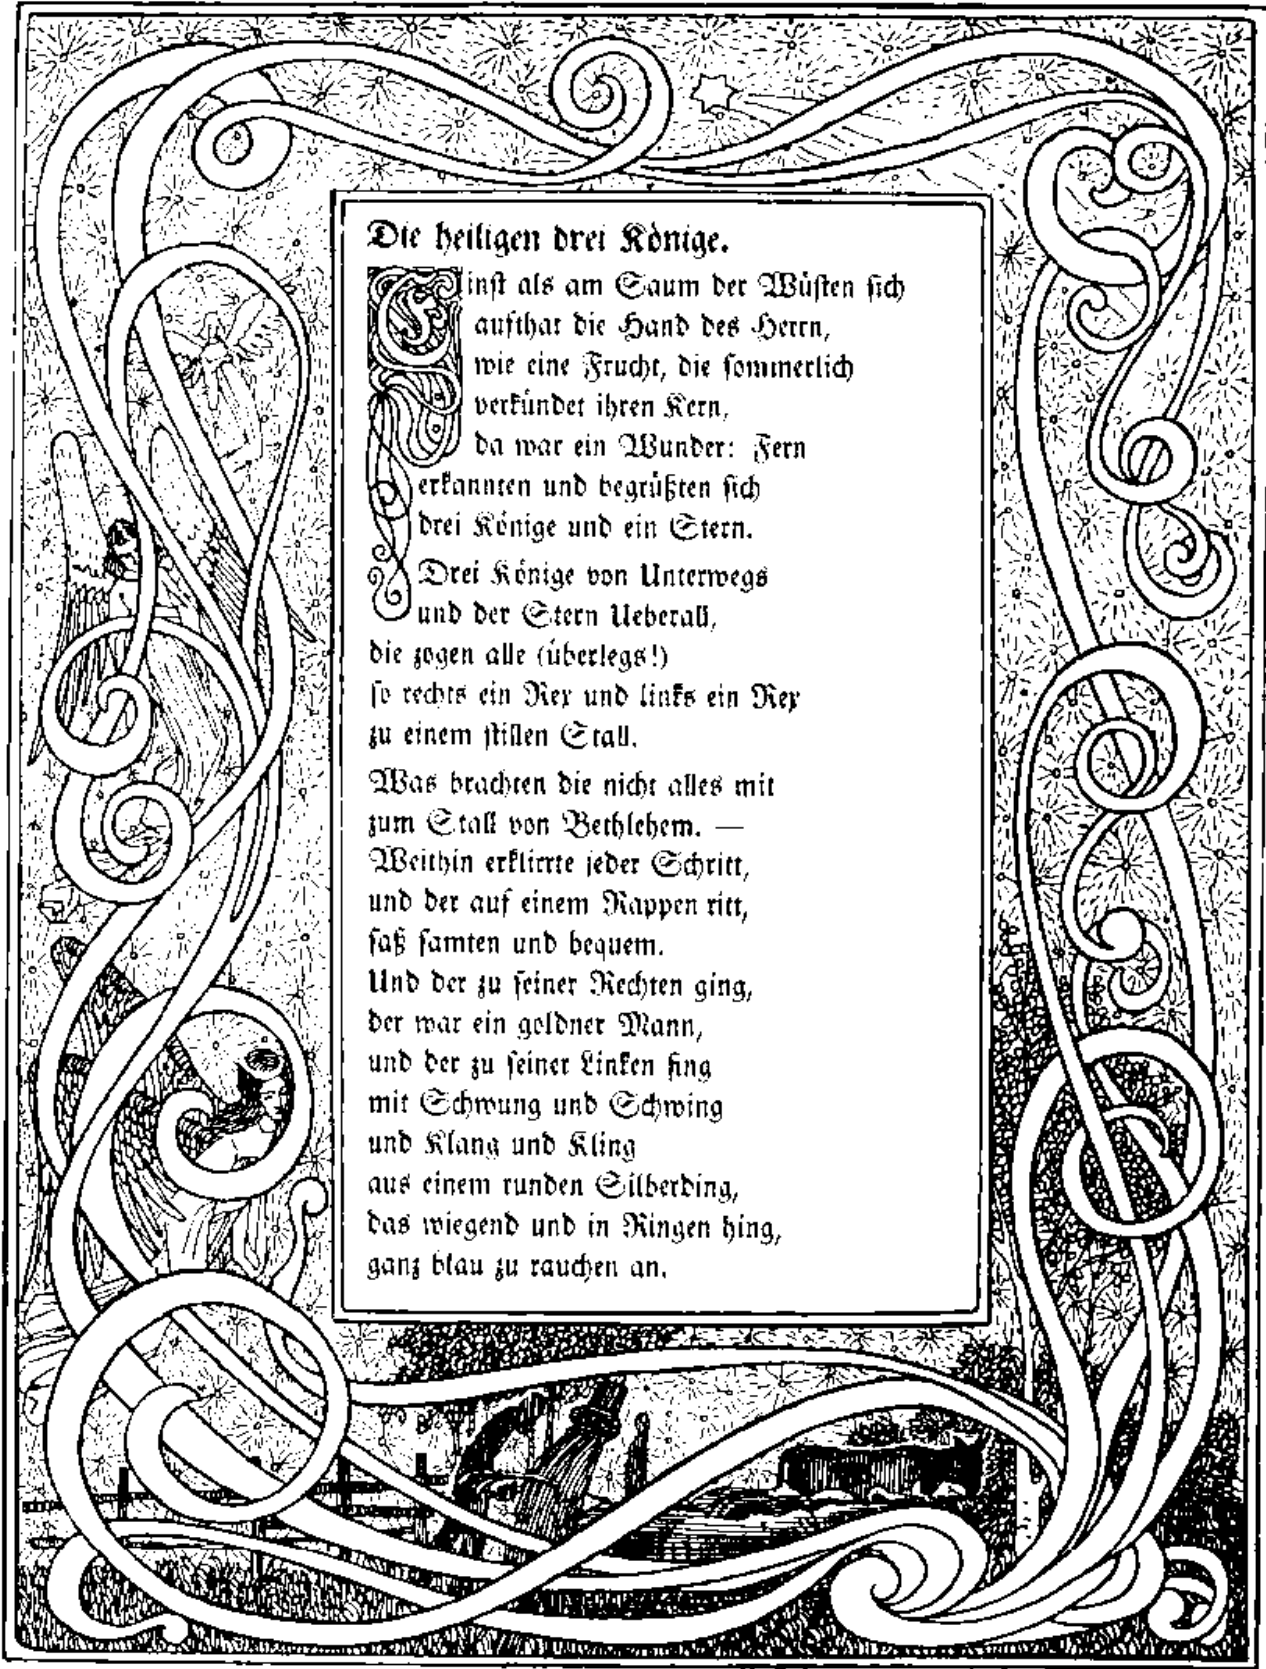 Die heiligen drei Könige.
Einst als am Saum der Wüsten sich
aufthat die Hand des Herrn,
wie eine Frucht, die sommerlich
verkündet ihren Kern,
da war ein Wunder: Fern
erkannten und begrüßten sich
drei Könige und ein Stern.
Drei Könige von Unterwegs
und der Stern Ueberall,
die zogen alle (überlegs!)
so rechts ein Rex und links ein Rex
zu einem stillen Stall.
Was brachten die nicht alles mit
zum Stall von Bethlehem. —
Weithin erklirrte jeder Schritt,
und der auf einem Rappen ritt,
saß samten und bequem.
Und der zu seiner Rechten ging,
der war ein goldner Mann,
und der zu seiner Linken fing
mit Schwung und Schwing
und Klang und Kling
aus einem runden Silberding,
das wiegend und in Ringen hing,
ganz blau zu rauchen an.